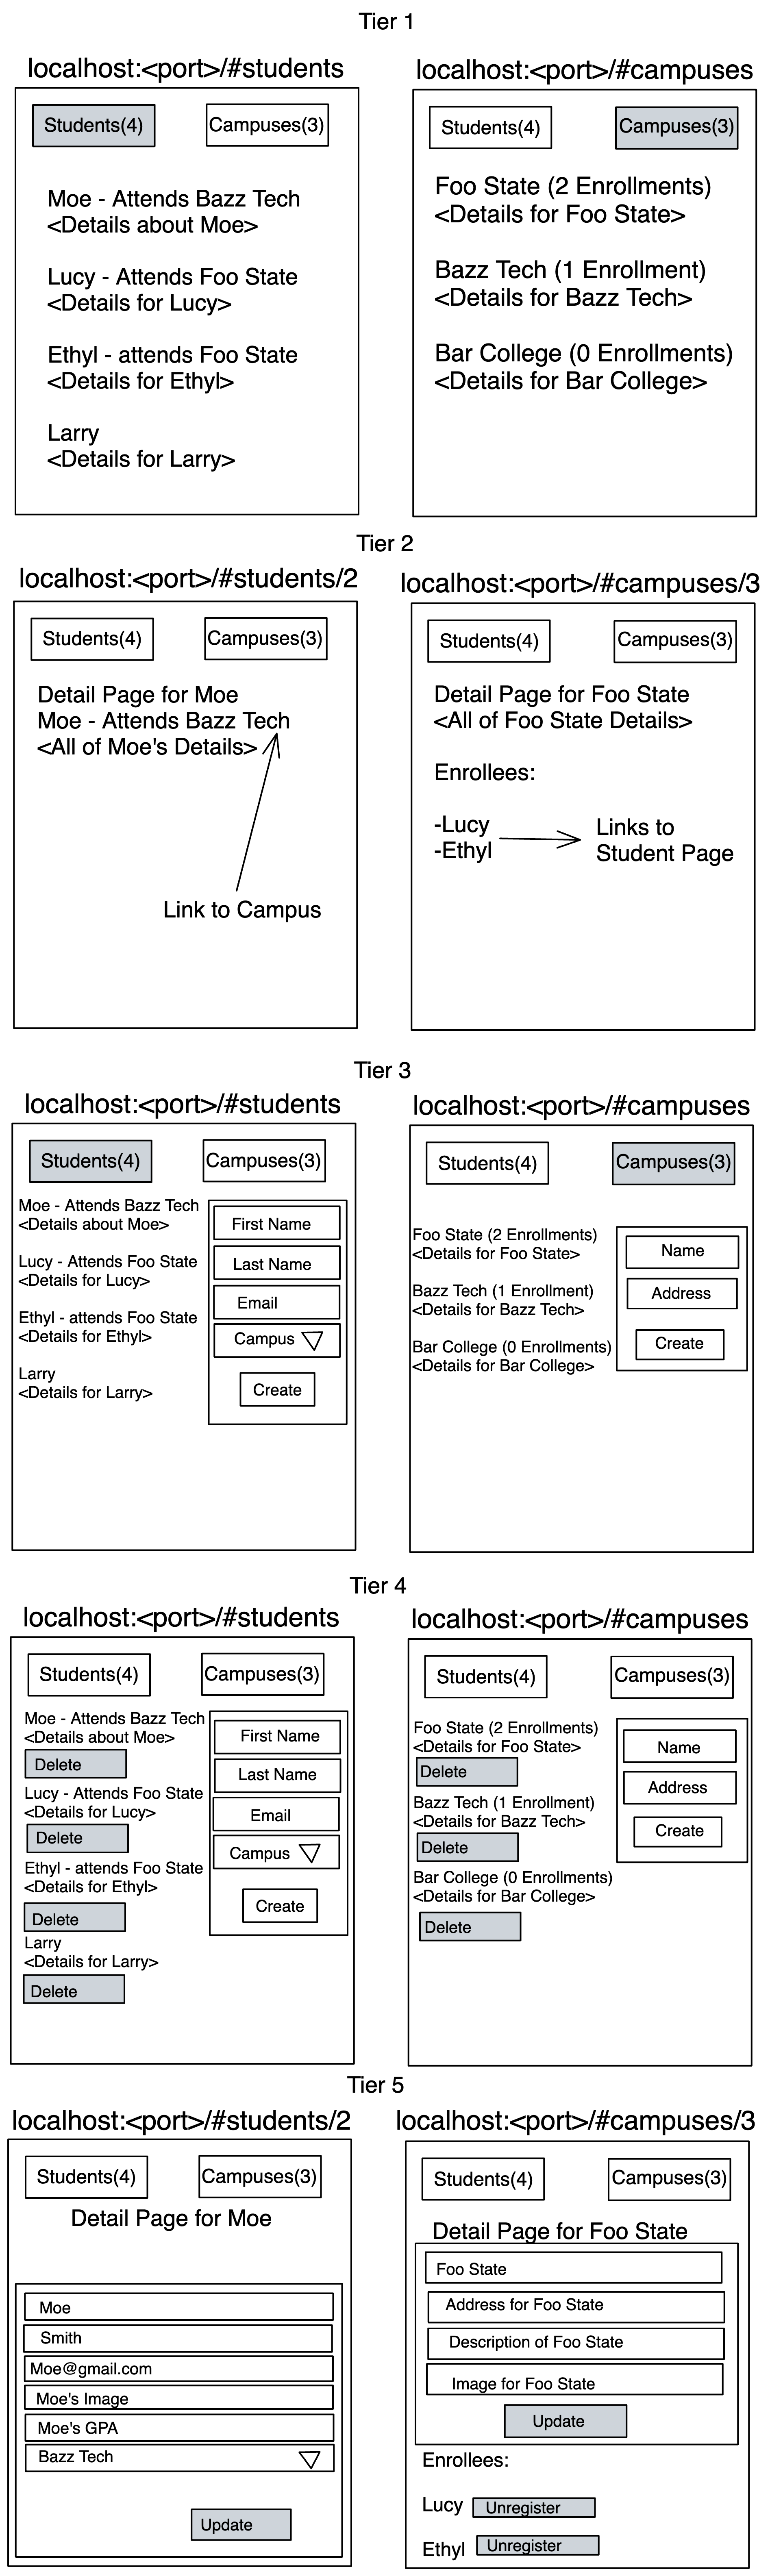 Tier 1
localhost:<port>/#students
Students(4)
Campuses(3)
Moe - Attends Bazz Tech
<Details about Moe>
Lucy - Attends Foo State
<Details for Lucy>
Ethyl - attends Foo State
<Details for Ethyl>
Larry
<Details for Larry>
localhost:<port>/#campuses
Students(4)
Campuses(3)
Foo State (2 Enrollments)
<Details for Foo State>
Bazz Tech (1 Enrollment)
<Details for Bazz Tech>
Bar College (0 Enrollments)
<Details for Bar College>
Tier 2
localhost:<port>/#students/2
Students(4)
Campuses(3)
Detail Page for Moe
Moe - Attends Bazz Tech
<All of Moe's Details>
Link to Campus
localhost:<port>/#campuses/3
Students(4)
Campuses(3)
Detail Page for Foo State
<All of Foo State Details>
Enrollees:
-Lucy
-Ethyl
Links to
Student Page
Tier 3
localhost:<port>/#students
Students(4)
Campuses(3)
Moe - Attends Bazz Tech
<Details about Moe>
Lucy - Attends Foo State
<Details for Lucy>
Ethyl - attends Foo State
<Details for Ethyl>
Larry
<Details for Larry>
First Name
Last Name
Email
Campus
Create
localhost:<port>/#campuses
Students(4)
Campuses(3)
Foo State (2 Enrollments)
<Details for Foo State>
Bazz Tech (1 Enrollment)
<Details for Bazz Tech>
Bar College (0 Enrollments)
<Details for Bar College>
Name
Address
Create
Tier 4
localhost:<port>/#students
Students(4)
Campuses(3)
Moe - Attends Bazz Tech
<Details about Moe>
Delete
Lucy - Attends Foo State
<Details for Lucy>
Delete
Ethyl - attends Foo State
<Details for Ethyl>
Delete
Larry
<Details for Larry>
Delete
First Name
Last Name
Email
Campus
Create
localhost:<port>/#campuses
Students(4)
Campuses(3)
Foo State (2 Enrollments)
<Details for Foo State>
Delete
Bazz Tech (1 Enrollment)
<Details for Bazz Tech>
Delete
Bar College (0 Enrollments)
<Details for Bar College>
Delete
Name
Address
Create
Tier 5
localhost:<port>/#students/2
Students(4)
Campuses(3)
Detail Page for Moe
Moe
Smith
Moe@gmail.com
Moe's Image
Moe's GPA
Bazz Tech
Update
localhost:<port>/#campuses/3
Students(4)
Campuses(3)
Detail Page for Foo State
Foo State
Address for Foo State
Description of Foo State
Image for Foo State
Update
Enrollees:
Lucy
Unregister
Ethyl
Unregister